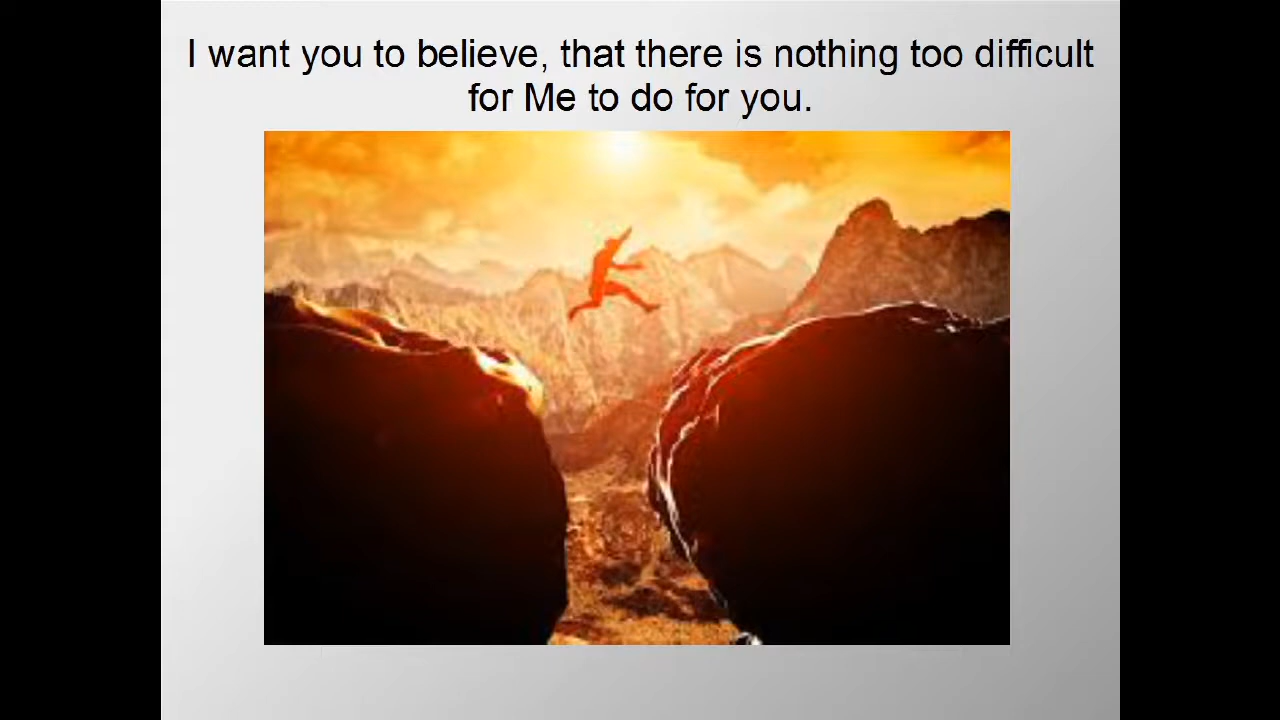 I want you to believe, that there is nothing too difficult
for Me to do for you.